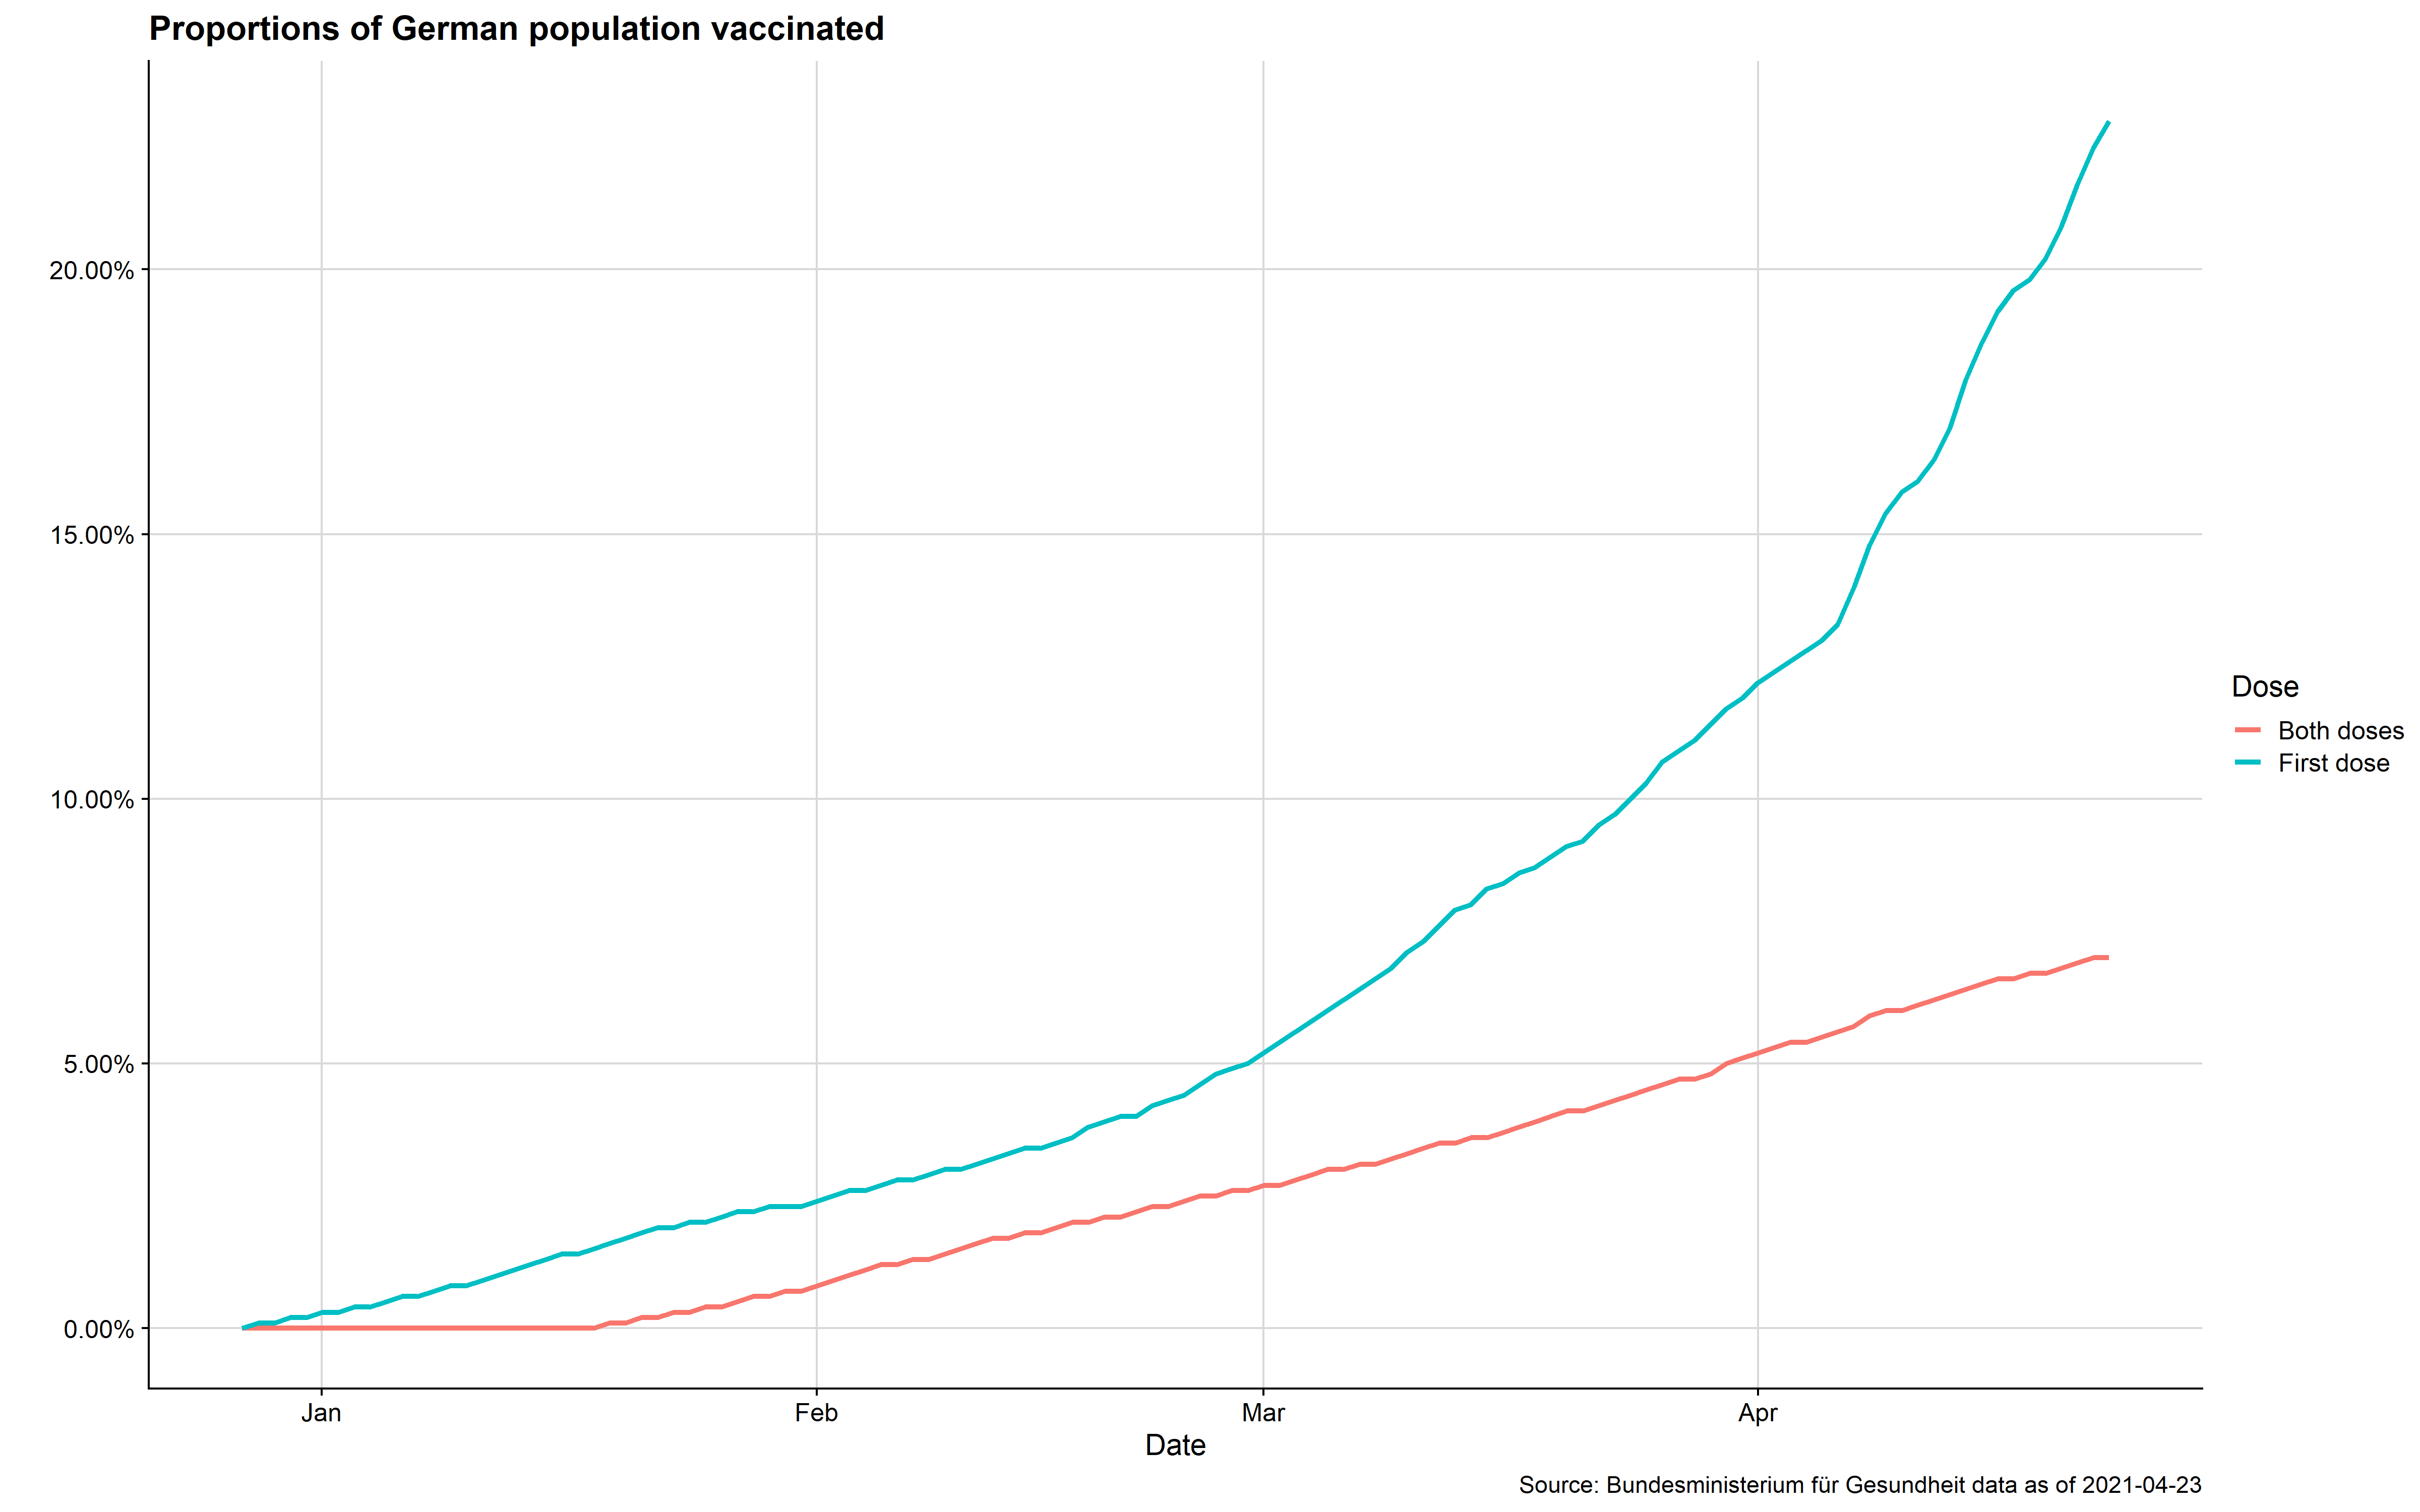 Proportions of German population vaccinated
20.00%
15.00%
10.00%
5.00%
0.00%
Jan
Feb
Mar
Apr
Date
Dose
Both doses
First dose
Source: Bundesministerium für Gesundheit data as of 2021-04-23